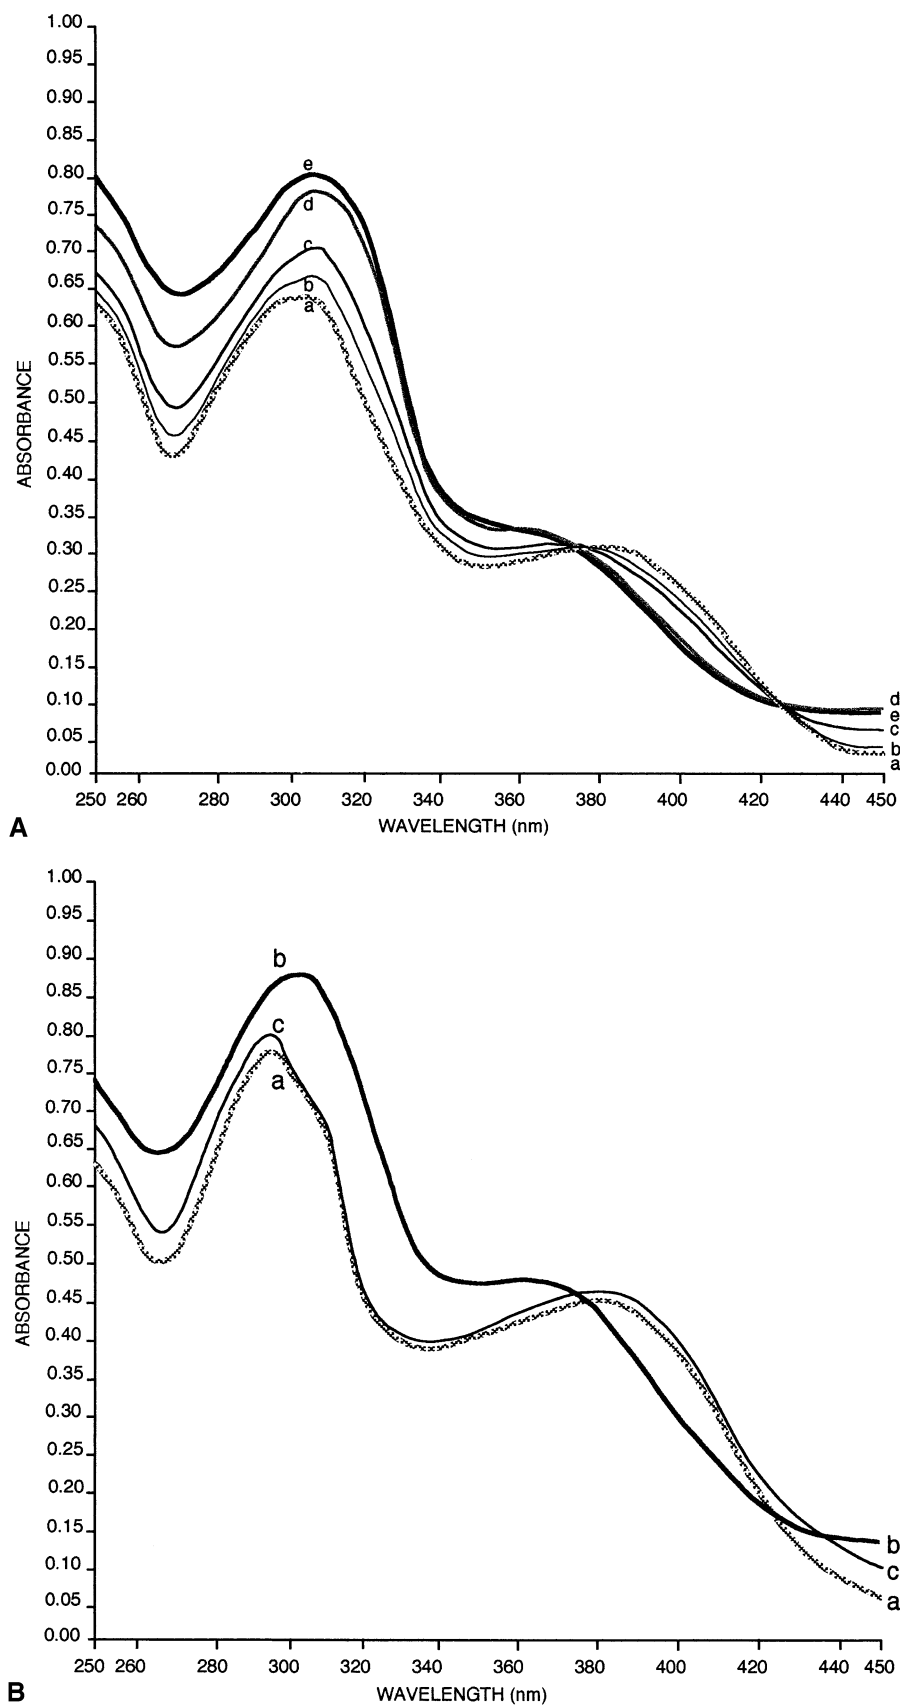 1.00
0.95
0.90
0.85
0.80
0.75
0.70
0.65
0.60
0.55
0.50
0.45
0.40
0.35
0.30
0.25
0.20
0.15
0.10
0.05
0.00
ABSORBANCE
e
d
c
b
a
d
e
c
b
a
250 260 280 300 320 340 360 380 400 420 440 450
WAVELENGTH (nm)
A
1.00
0.95
0.90
0.85
0.80
0.75
0.70
0.65
0.60
0.55
0.50
0.45
0.40
0.35
0.30
0.25
0.20
0.15
0.10
0.05
0.00
ABSORBANCE
b
c
a
b
c
a
250 260 280 300 320 340 360 380 400 420 440 450
WAVELENGTH (nm)
B